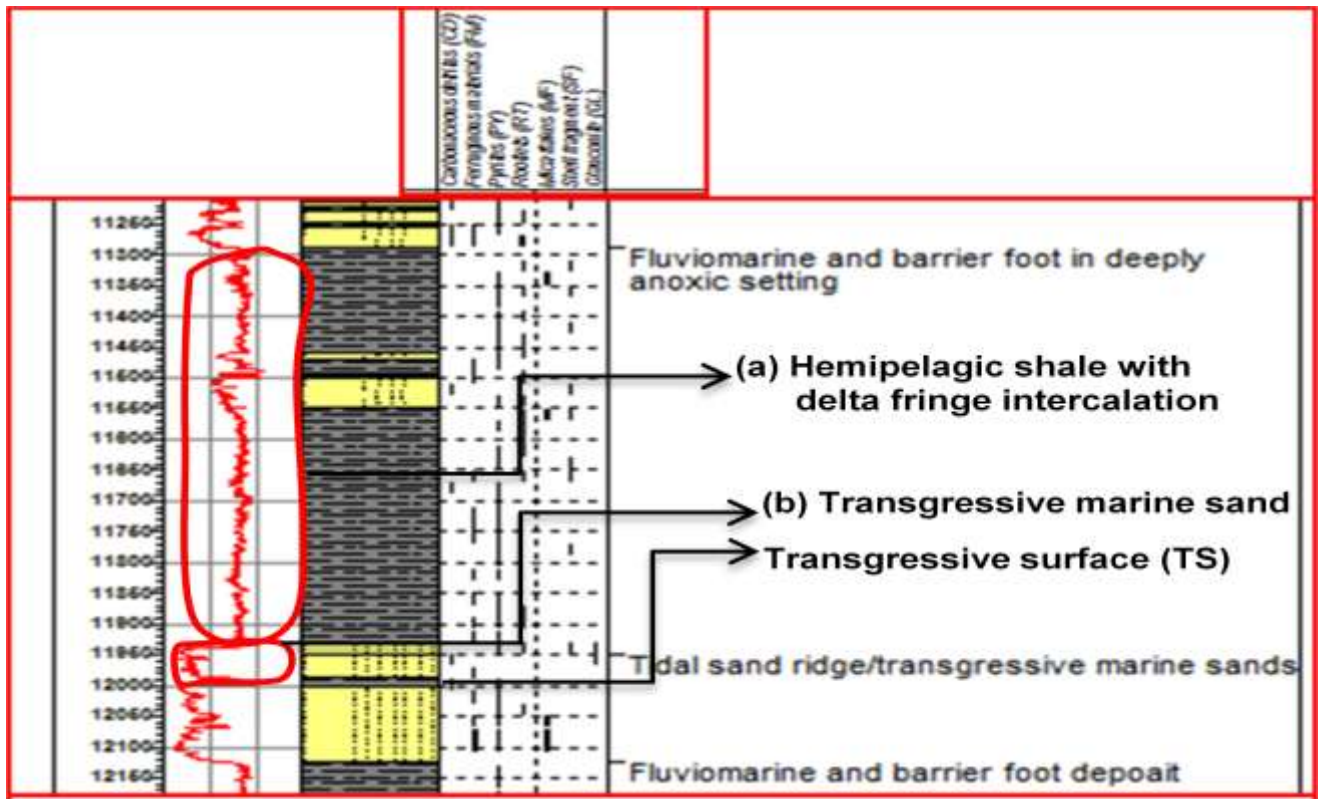 Carbonaceous detritus (CD)
Ferruginous materials (FM)
Pyrites (PY)
Rootlets (RT)
Mica flakes (MF)
Shell fragment (SF)
Glauconite (GL)
11250
11300
Fluviomarine and barrier foot in deeply
anoxic setting
11350
11400
11450
(a) Hemipelagic shale with
delta fringe intercalation
11500
11550
11600
11650
11700
(b) Transgressive marine sand
11750
Transgressive surface (TS)
11800
11850
11900
11950
Tidal sand ridge/transgressive marine sands
12000
12050
12100
12150
Fluviomarine and barrier foot depoait